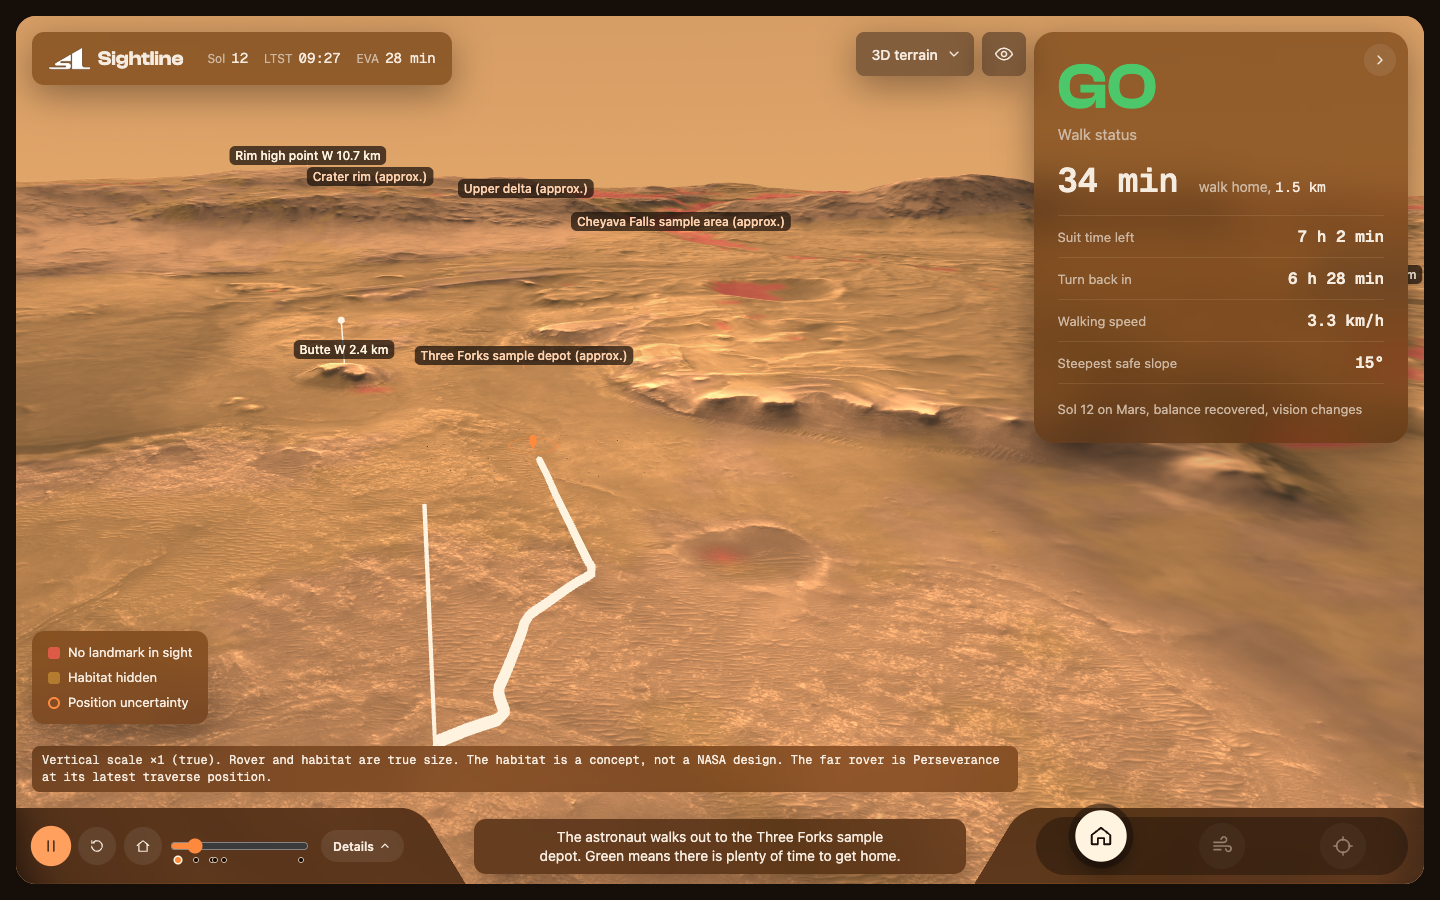 Sightline Sol 12 LTST 09:27 EVA 28 min
3D terrain
GO
Walk status
34 min walk home, 1.5 km
Suit time left 7 h 2 min
Turn back in 6 h 28 min
Walking speed 3.3 km/h
Steepest safe slope 15°
Sol 12 on Mars, balance recovered, vision changes
Rim high point W 10.7 km
Crater rim (approx.)
Upper delta (approx.)
Cheyava Falls sample area (approx.)
Butte W 2.4 km
Three Forks sample depot (approx.)
No landmark in sight
Habitat hidden
Position uncertainty
Vertical scale ×1 (true). Rover and habitat are true size. The habitat is a concept, not a NASA design. The far rover is Perseverance
at its latest traverse position.
Details
The astronaut walks out to the Three Forks sample
depot. Green means there is plenty of time to get home.